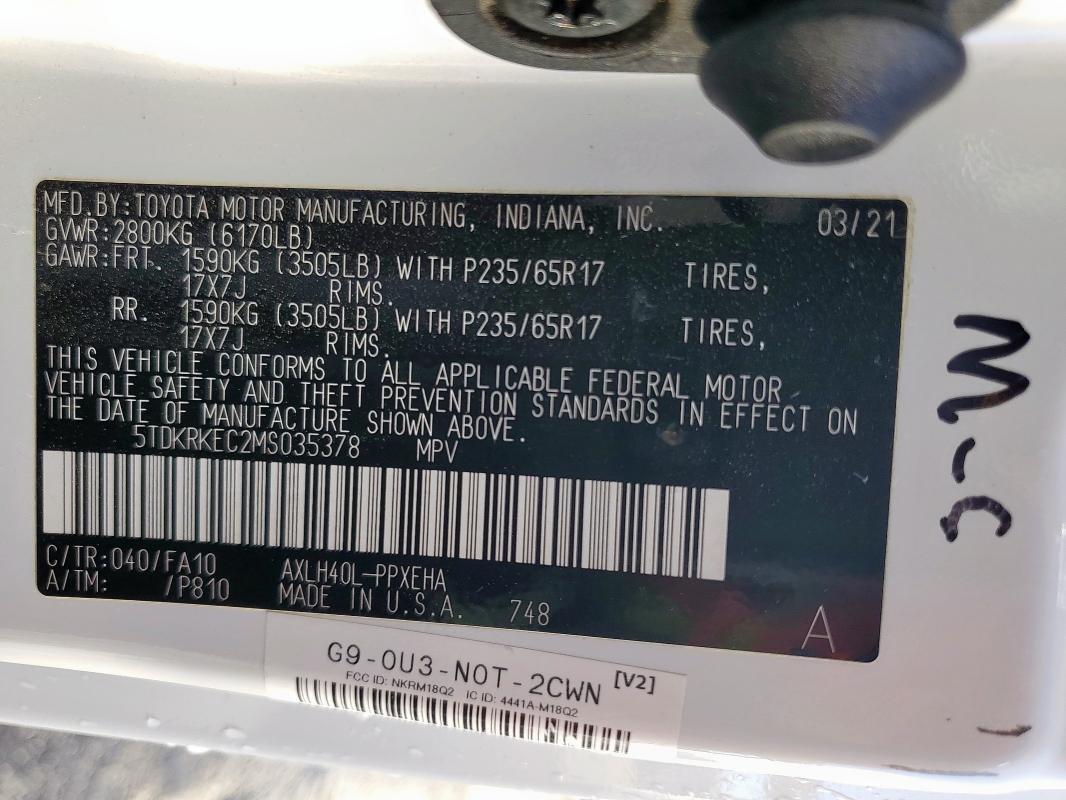 MFD.BY:TOYOTA MOTOR MANUFACTURING, INDIANA, INC. 03/21
GVWR:2800KG (6170LB)
GAWR:FRT. 1590KG (3505LB) WITH P235/65R17 TIRES,
17X7J RIMS.
RR. 1590KG (3505LB) WITH P235/65R17 TIRES,
17X7J RIMS.
THIS VEHICLE CONFORMS TO ALL APPLICABLE FEDERAL MOTOR
VEHICLE SAFETY AND THEFT PREVENTION STANDARDS IN EFFECT ON
THE DATE OF MANUFACTURE SHOWN ABOVE.
5TDKRKEC2MS035378 MPV
C/TR:040/FA10 AXLH40L-PPXEHA
A/TM: /P810 MADE IN U.S.A. 748 A
G9-0U3-N0T-2CWN [V2]
FCC ID: NKRM18Q2 IC ID: 4441A-M18Q2